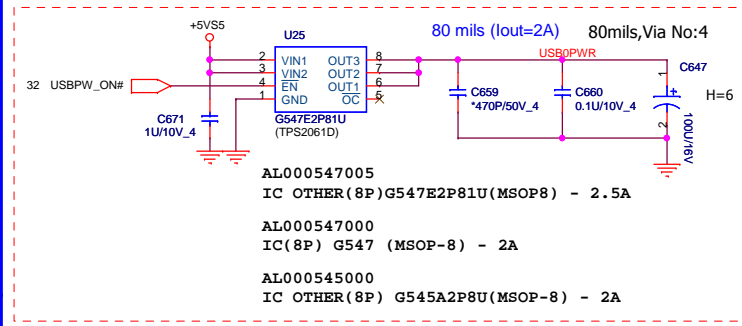 +5VS5
U25
80 mils (Iout=2A)
80mils,Via No:4
USB0PWR
2 VIN1 OUT3 8
3 VIN2 OUT2 7
32 USBPW_ON#
4 EN OUT1 6
1 GND OC 5
G547E2P81U
(TPS2061D)
C671
1U/10V_4
C659
*470P/50V_4
C660
0.1U/10V_4
C647
1
+
2
100U/16V
H=6
AL000547005
IC OTHER(8P)G547E2P81U(MSOP8) - 2.5A
AL000547000
IC(8P) G547 (MSOP-8) - 2A
AL000545000
IC OTHER(8P) G545A2P8U(MSOP-8) - 2A